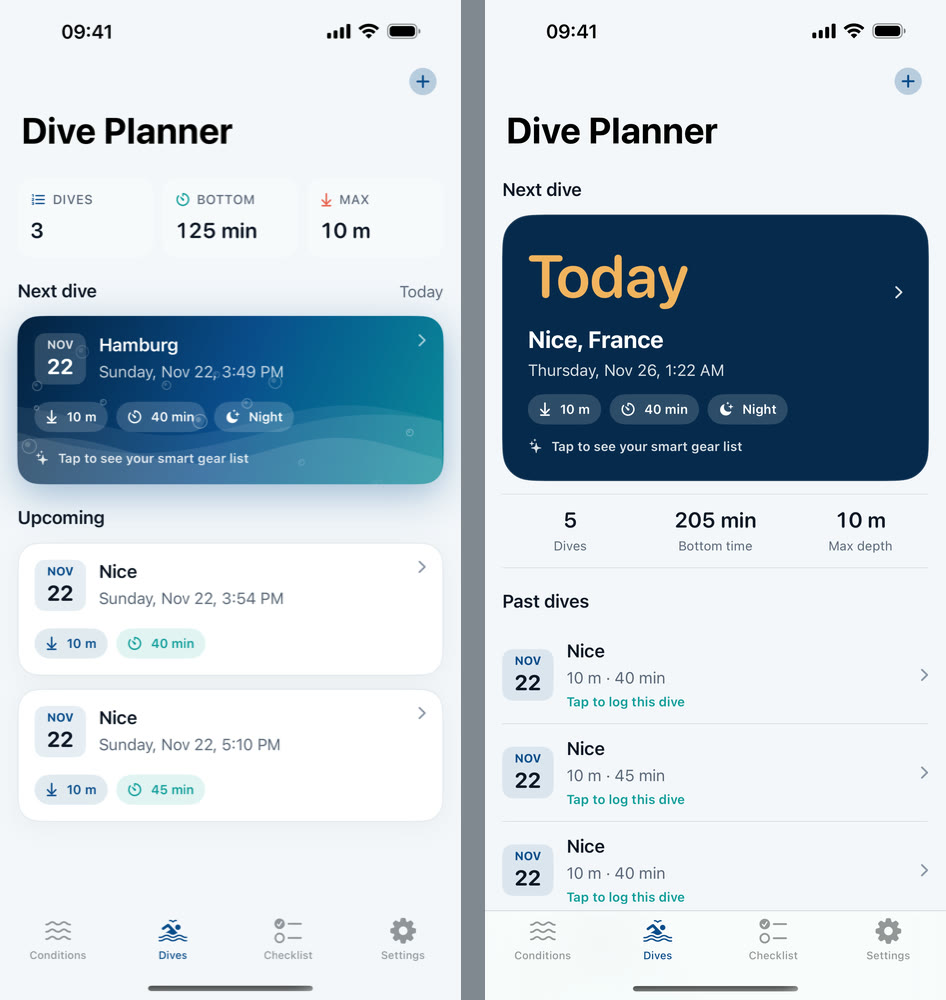 09:41
Dive Planner
DIVES
BOTTOM
MAX
3
125 min
10 m
Next dive
Today
NOV
22
Hamburg
Sunday, Nov 22, 3:49 PM
10 m
40 min
Night
Tap to see your smart gear list
Upcoming
NOV
22
Nice
Sunday, Nov 22, 3:54 PM
10 m
40 min
NOV
22
Nice
Sunday, Nov 22, 5:10 PM
10 m
45 min
Conditions
Dives
Checklist
Settings
09:41
Dive Planner
Next dive
Today
Nice, France
Thursday, Nov 26, 1:22 AM
10 m
40 min
Night
Tap to see your smart gear list
5
205 min
10 m
Dives
Bottom time
Max depth
Past dives
NOV
22
Nice
10 m · 40 min
Tap to log this dive
NOV
22
Nice
10 m · 45 min
Tap to log this dive
NOV
22
Nice
10 m · 40 min
Tap to log this dive
Conditions
Dives
Checklist
Settings